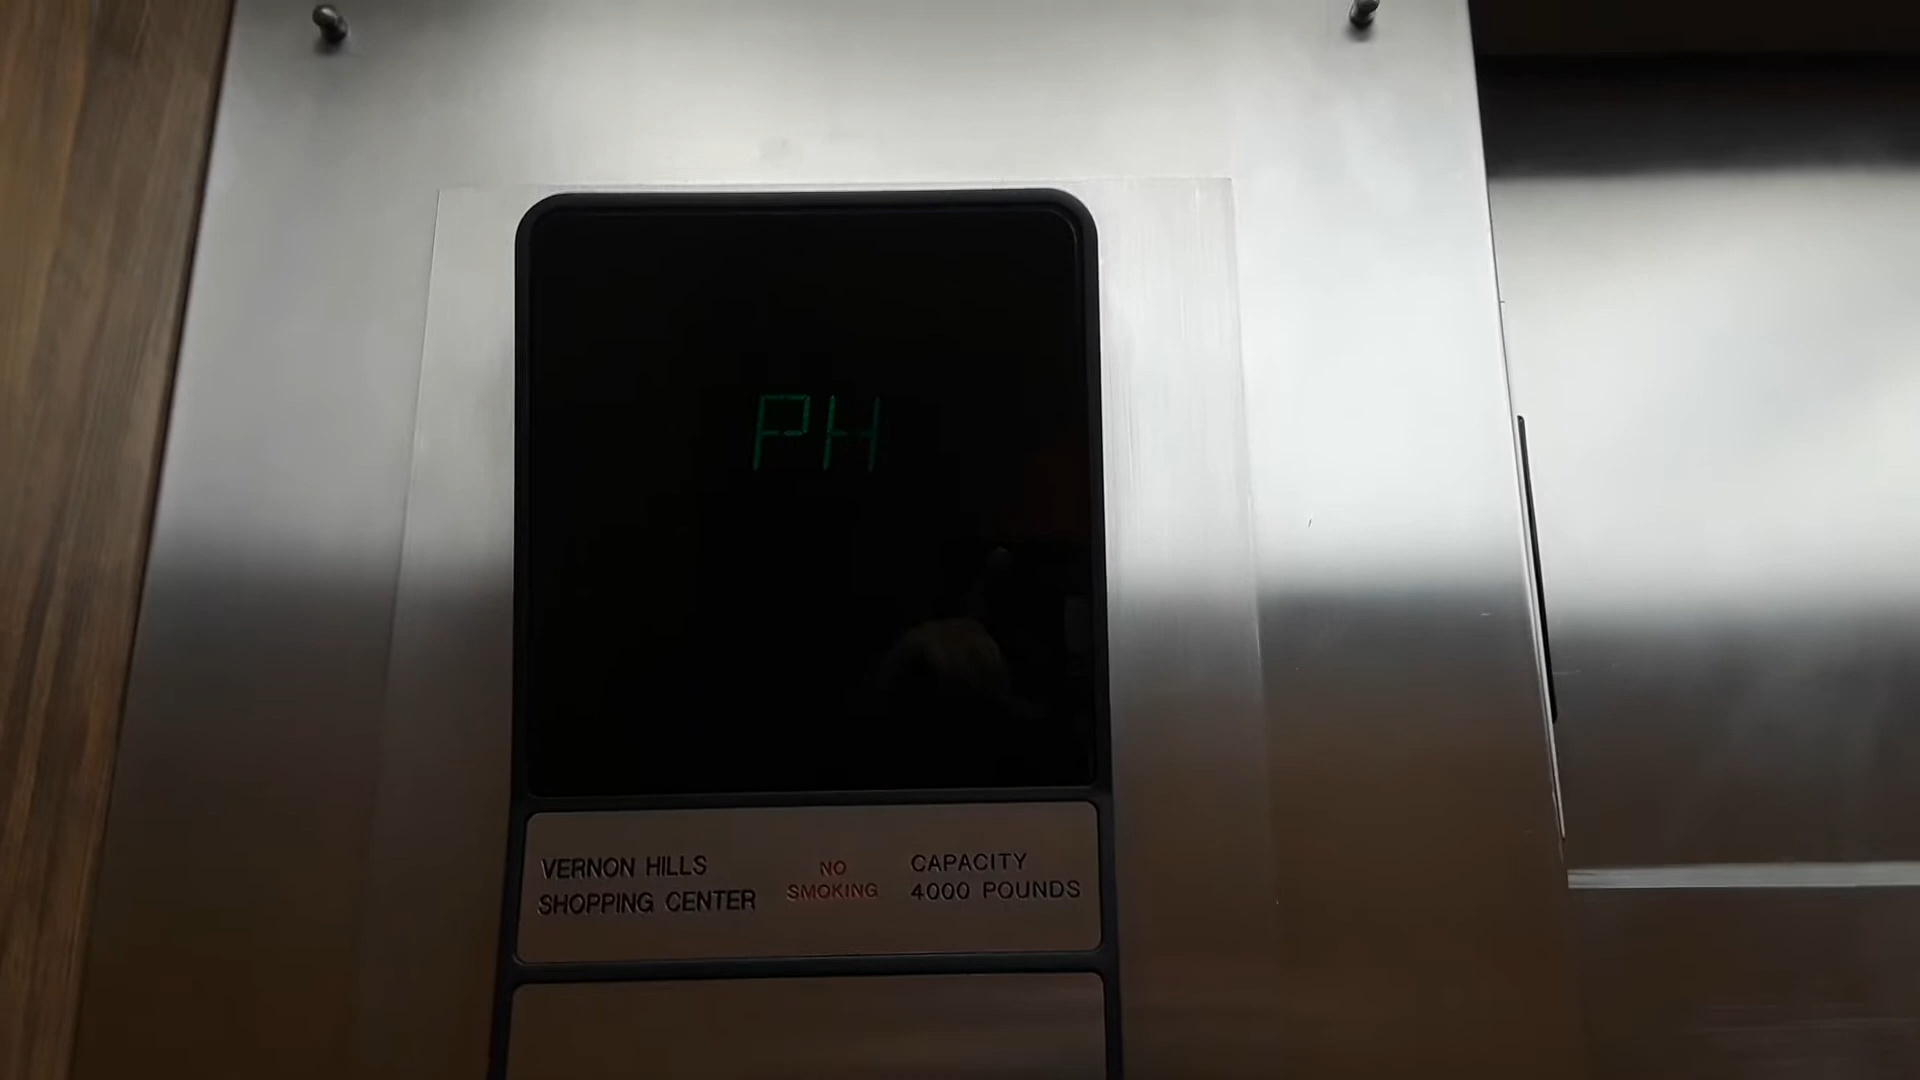 PH
VERNON HILLS
SHOPPING CENTER
NO
SMOKING
CAPACITY
4000 POUNDS